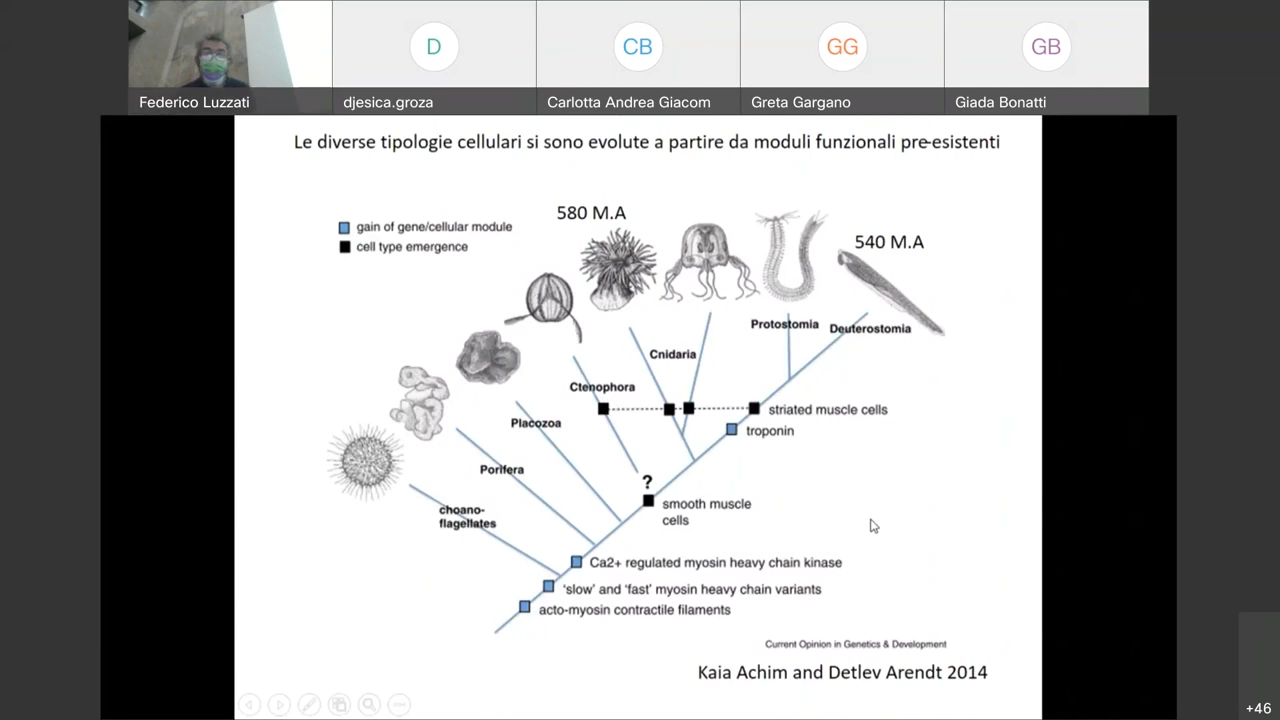 D
CB
GG
GB
Federico Luzzati
djesica.groza
Carlotta Andrea Giacom
Greta Gargano
Giada Bonatti
Le diverse tipologie cellulari si sono evolute a partire da moduli funzionali pre-esistenti
580 M.A
gain of gene/cellular module
cell type emergence
540 M.A
Protostomia
Deuterostomia
Cnidaria
Ctenophora
striated muscle cells
Placozoa
troponin
Porifera
?
smooth muscle
cells
choano-
flagellates
Ca2+ regulated myosin heavy chain kinase
'slow' and 'fast' myosin heavy chain variants
acto-myosin contractile filaments
Current Opinion in Genetics & Development
Kaia Achim and Detlev Arendt 2014
+46